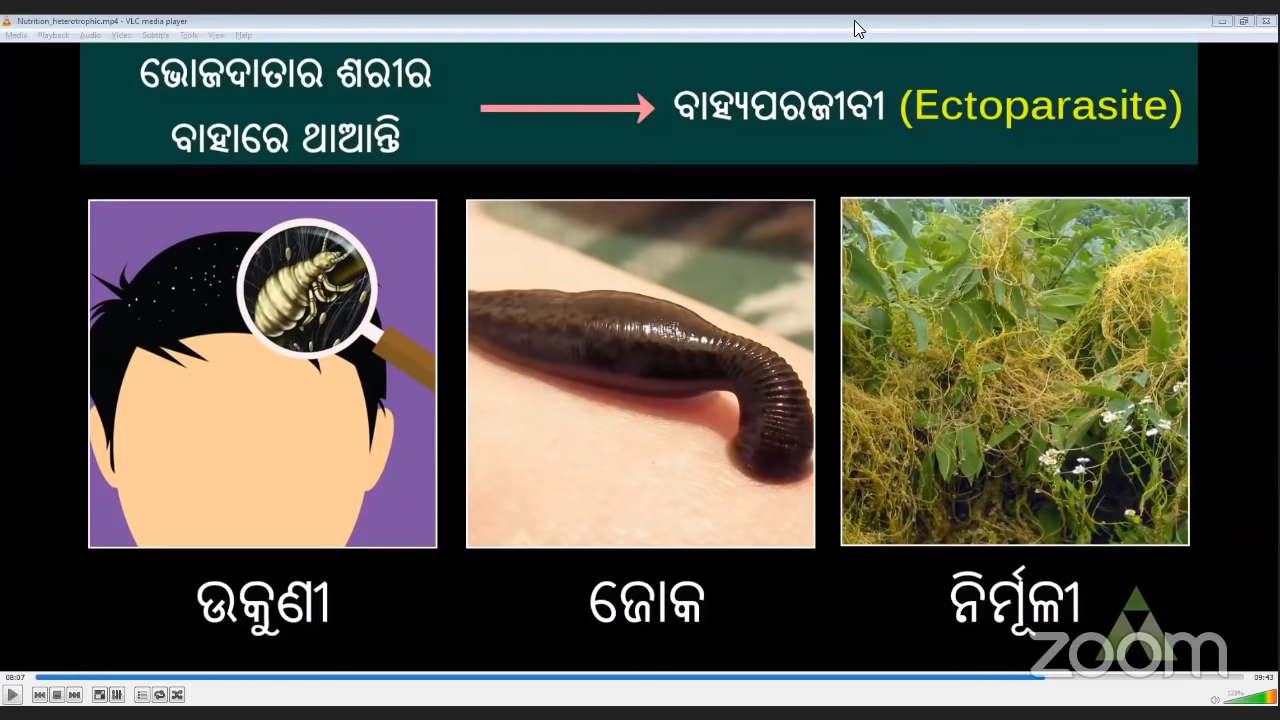 Nutrition_heterotrophic.mp4 - VLC media player
Media Playback Audio Video Subtitle Tools View Help
ଭୋଜଦାତାର ଶରୀର
ବାହାରେ ଥାଆନ୍ତି
ବାହ୍ୟପରଜୀବୀ (Ectoparasite)
ଉକୁଣୀ
ଜୋକ
ନିର୍ମୂଳୀ
zoom
08:07
09:43
128%